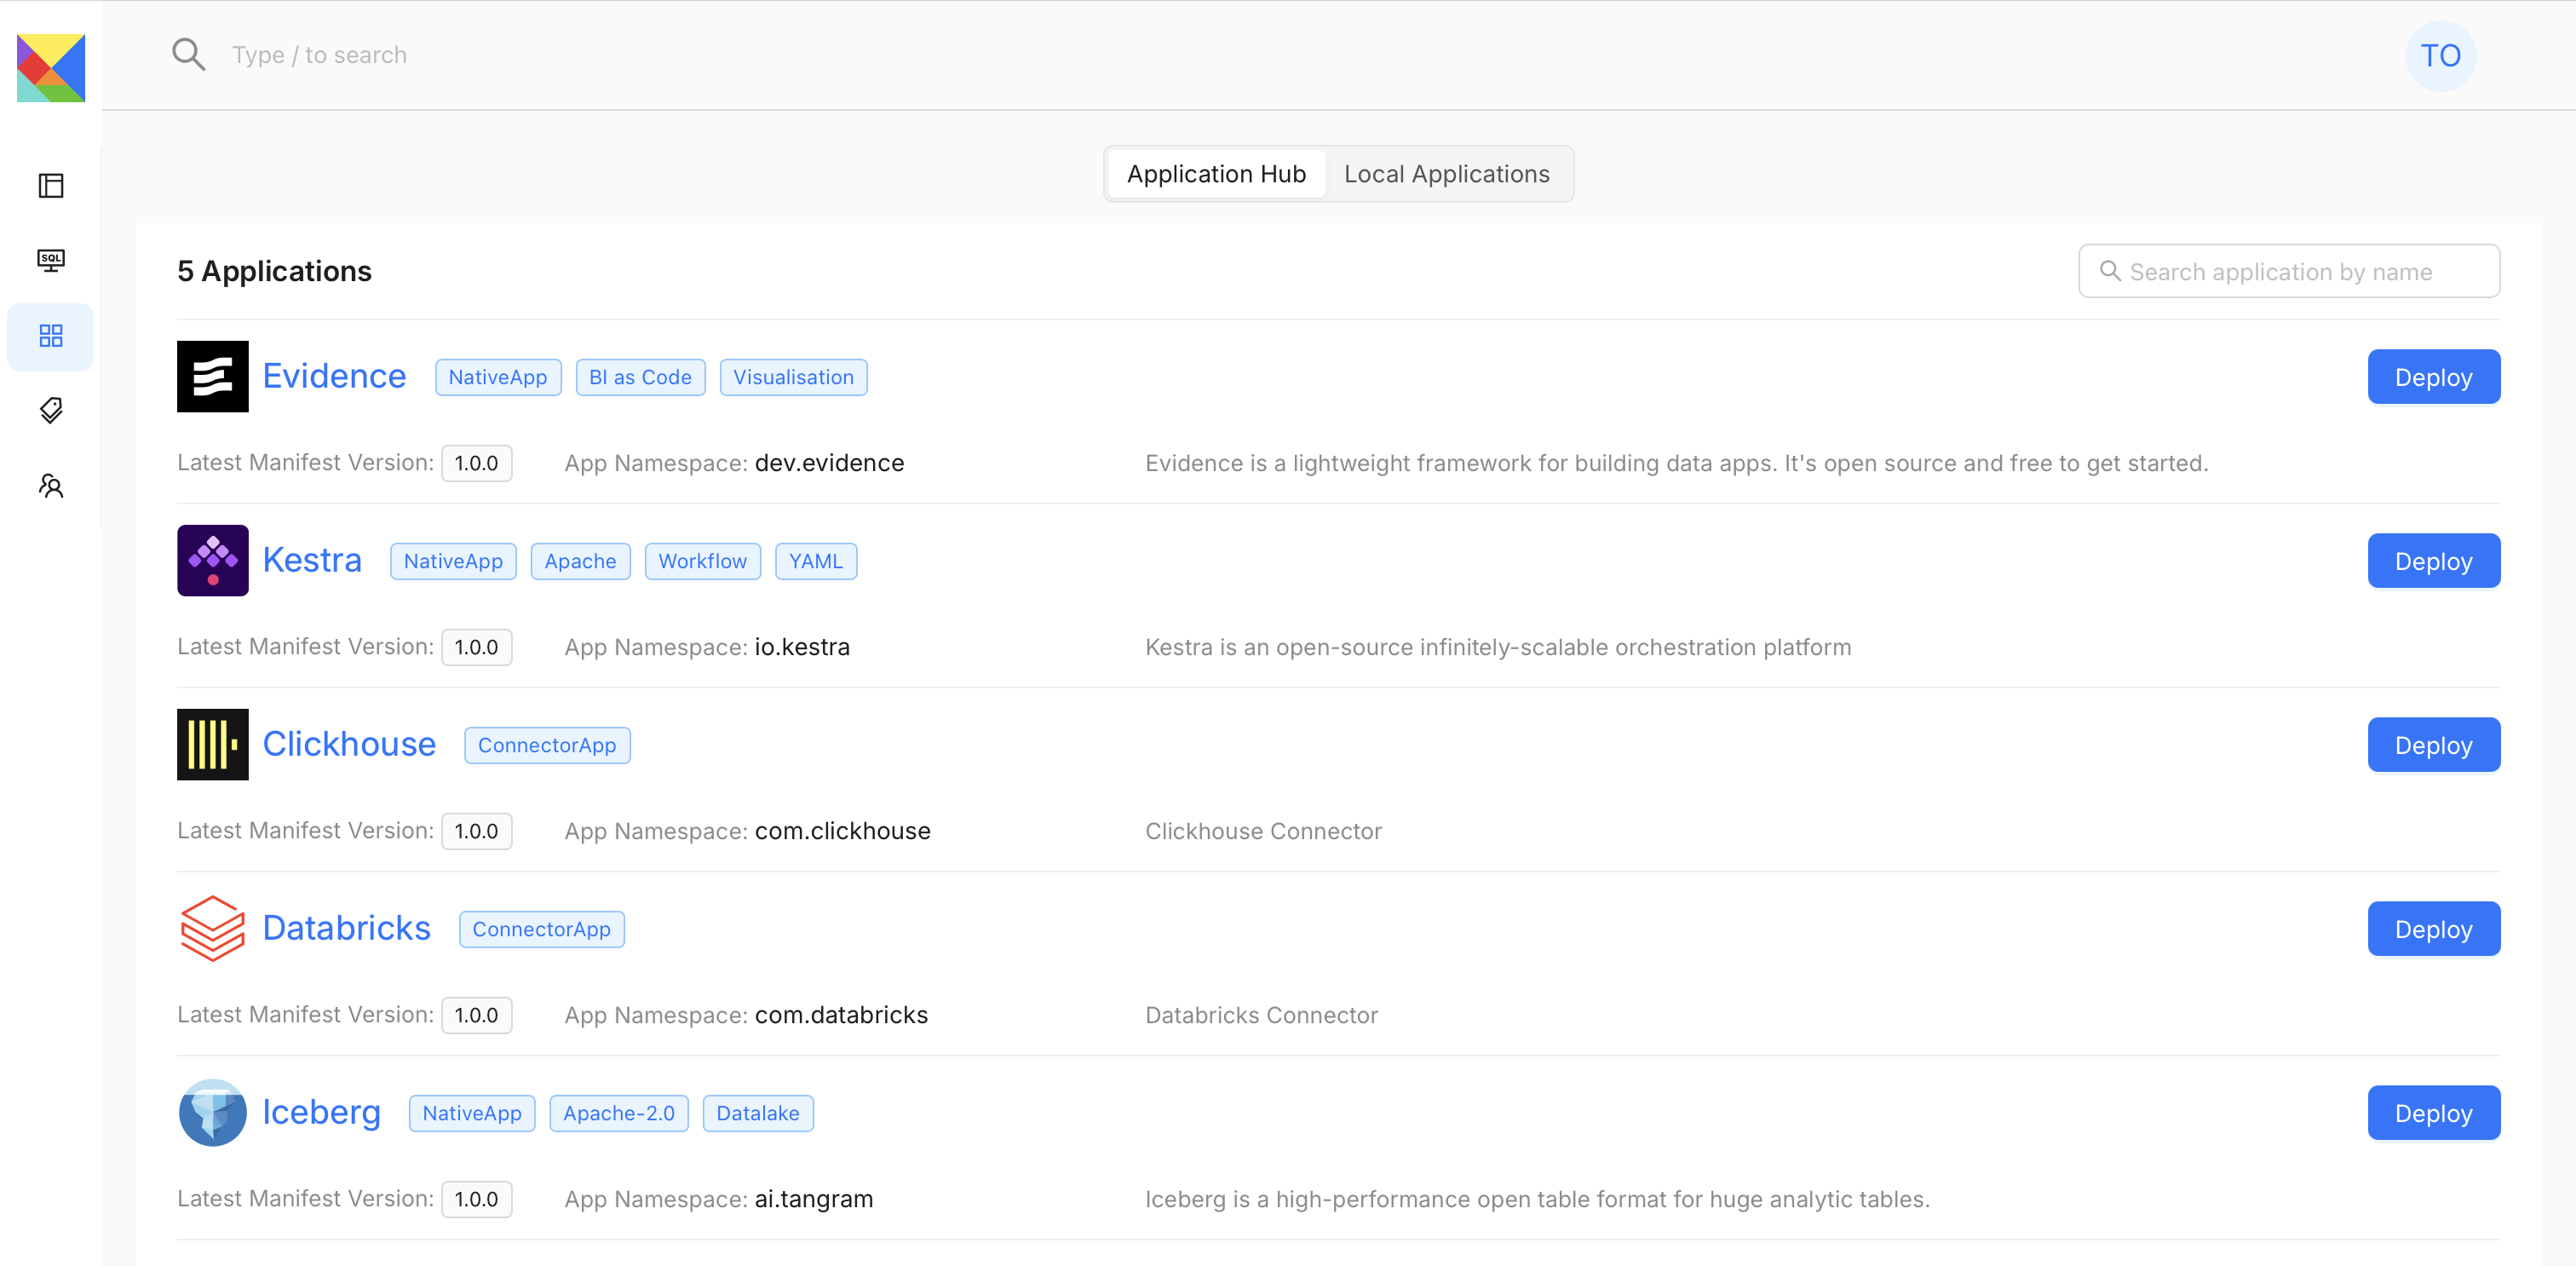 Type / to search
TO
Application Hub
Local Applications
SQL
5 Applications
Search application by name
Evidence NativeApp BI as Code Visualisation Deploy
Latest Manifest Version: 1.0.0 App Namespace: dev.evidence Evidence is a lightweight framework for building data apps. It's open source and free to get started.
Kestra NativeApp Apache Workflow YAML Deploy
Latest Manifest Version: 1.0.0 App Namespace: io.kestra Kestra is an open-source infinitely-scalable orchestration platform
Clickhouse ConnectorApp Deploy
Latest Manifest Version: 1.0.0 App Namespace: com.clickhouse Clickhouse Connector
Databricks ConnectorApp Deploy
Latest Manifest Version: 1.0.0 App Namespace: com.databricks Databricks Connector
Iceberg NativeApp Apache-2.0 Datalake Deploy
Latest Manifest Version: 1.0.0 App Namespace: ai.tangram Iceberg is a high-performance open table format for huge analytic tables.